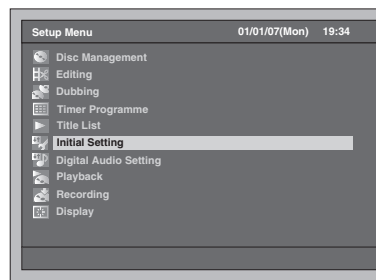 Setup Menu 01/01/07(Mon) 19:34
Disc Management
Editing
Dubbing
Timer Programme
Title List
Initial Setting
Digital Audio Setting
Playback
Recording
Display